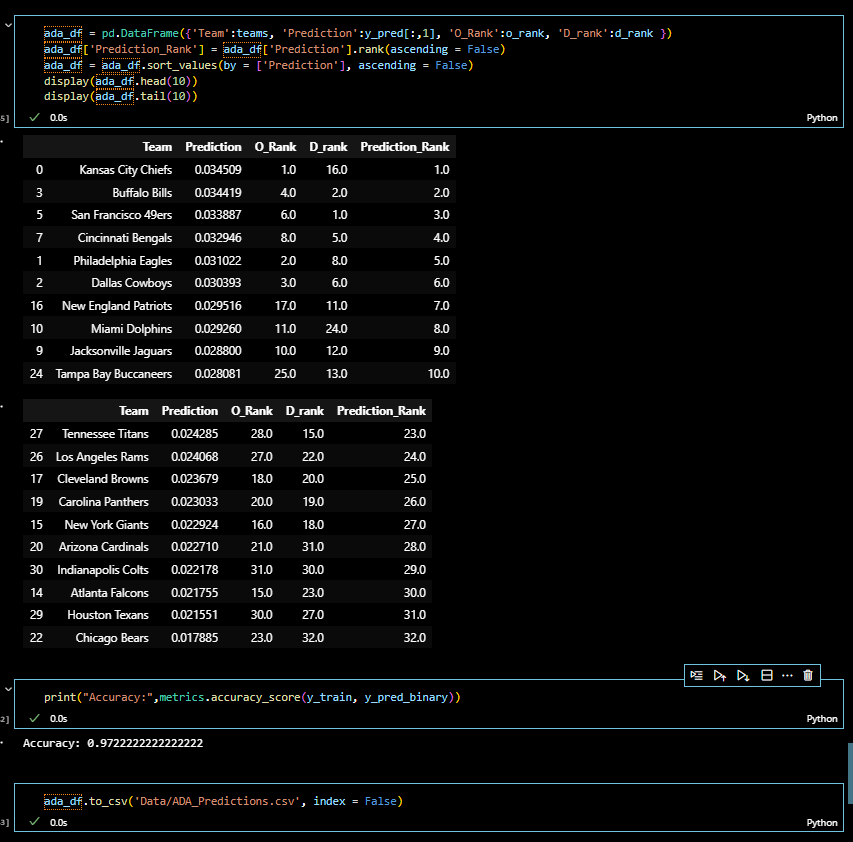 ada_df = pd.DataFrame({'Team':teams, 'Prediction':y_pred[:,1], 'O_Rank':o_rank, 'D_rank':d_rank })
ada_df['Prediction_Rank'] = ada_df['Prediction'].rank(ascending = False)
ada_df = ada_df.sort_values(by = ['Prediction'], ascending = False)
display(ada_df.head(10))
display(ada_df.tail(10))
5] 0.0s Python
Team Prediction O_Rank D_rank Prediction_Rank
0 Kansas City Chiefs 0.034509 1.0 16.0 1.0
3 Buffalo Bills 0.034419 4.0 2.0 2.0
5 San Francisco 49ers 0.033887 6.0 1.0 3.0
7 Cincinnati Bengals 0.032946 8.0 5.0 4.0
1 Philadelphia Eagles 0.031022 2.0 8.0 5.0
2 Dallas Cowboys 0.030393 3.0 6.0 6.0
16 New England Patriots 0.029516 17.0 11.0 7.0
10 Miami Dolphins 0.029260 11.0 24.0 8.0
9 Jacksonville Jaguars 0.028800 10.0 12.0 9.0
24 Tampa Bay Buccaneers 0.028081 25.0 13.0 10.0
Team Prediction O_Rank D_rank Prediction_Rank
27 Tennessee Titans 0.024285 28.0 15.0 23.0
26 Los Angeles Rams 0.024068 27.0 22.0 24.0
17 Cleveland Browns 0.023679 18.0 20.0 25.0
19 Carolina Panthers 0.023033 20.0 19.0 26.0
15 New York Giants 0.022924 16.0 18.0 27.0
20 Arizona Cardinals 0.022710 21.0 31.0 28.0
30 Indianapolis Colts 0.022178 31.0 30.0 29.0
14 Atlanta Falcons 0.021755 15.0 23.0 30.0
29 Houston Texans 0.021551 30.0 27.0 31.0
22 Chicago Bears 0.017885 23.0 32.0 32.0
print("Accuracy:",metrics.accuracy_score(y_train, y_pred_binary))
2] 0.0s Python
Accuracy: 0.9722222222222222
ada_df.to_csv('Data/ADA_Predictions.csv', index = False)
3] 0.0s Python